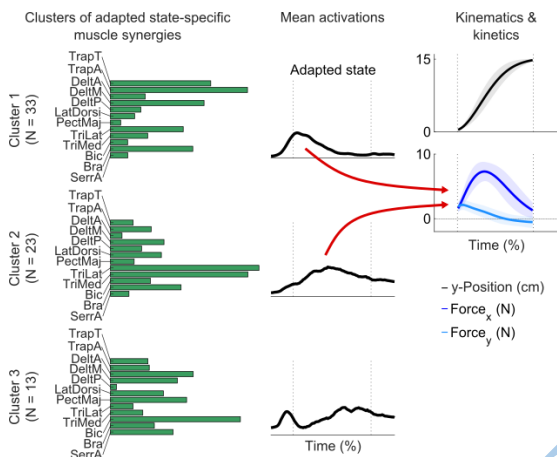 Clusters of adapted state-specific
muscle synergies
Mean activations
Kinematics &
kinetics
Cluster 1
(N = 33)
TrapT
TrapA
DeltA
DeltM
DeltP
LatDorsi
PectMaj
TriLat
TriMed
Bic
Bra
SerrA
Adapted state
15
0
10
0
Time (%)
Cluster 2
(N = 23)
TrapT
TrapA
DeltA
DeltM
DeltP
LatDorsi
PectMaj
TriLat
TriMed
Bic
Bra
SerrA
y-Position (cm)
Forcex (N)
Forcey (N)
Cluster 3
(N = 13)
TrapT
TrapA
DeltA
DeltM
DeltP
LatDorsi
PectMaj
TriLat
TriMed
Bic
Bra
SerrA
Time (%)